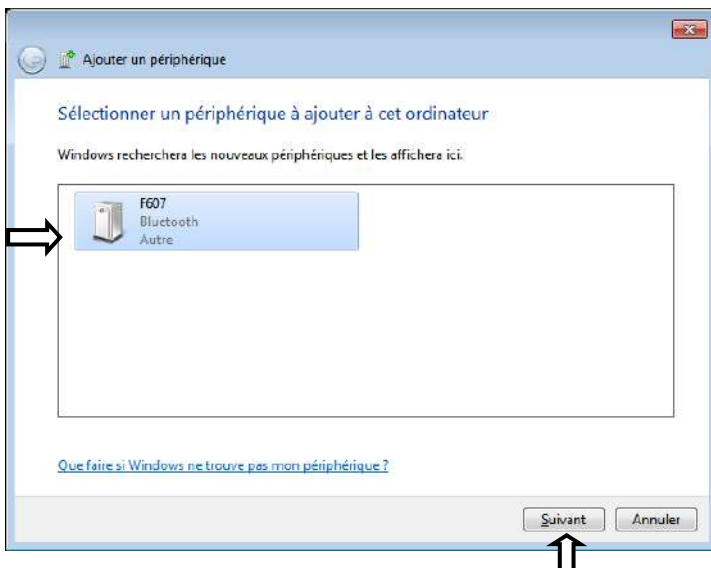 Ajouter un périphérique
Sélectionner un périphérique à ajouter à cet ordinateur
Windows recherchera les nouveaux périphériques et les affichera ici.
F607
Bluetooth
Autre
Que faire si Windows ne trouve pas mon périphérique ?
Suivant
Annuler